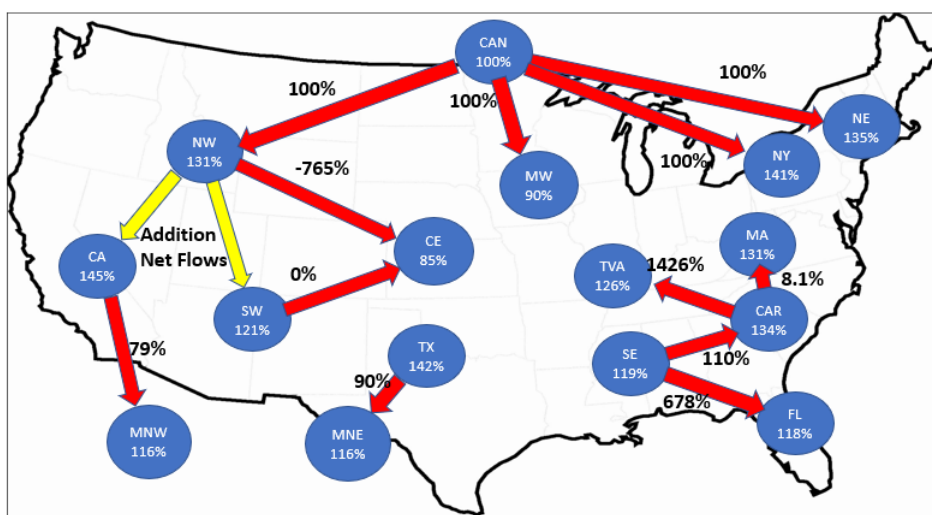 CAN
100%
100%
100%
100%
100%
NE
135%
NW
131%
NY
141%
-765%
MW
90%
Addition
Net Flows
CA
145%
CE
85%
MA
131%
TVA
126%
1426%
8.1%
0%
SW
121%
CAR
134%
TX
142%
SE
119%
110%
79%
90%
678%
MNW
116%
MNE
116%
FL
118%